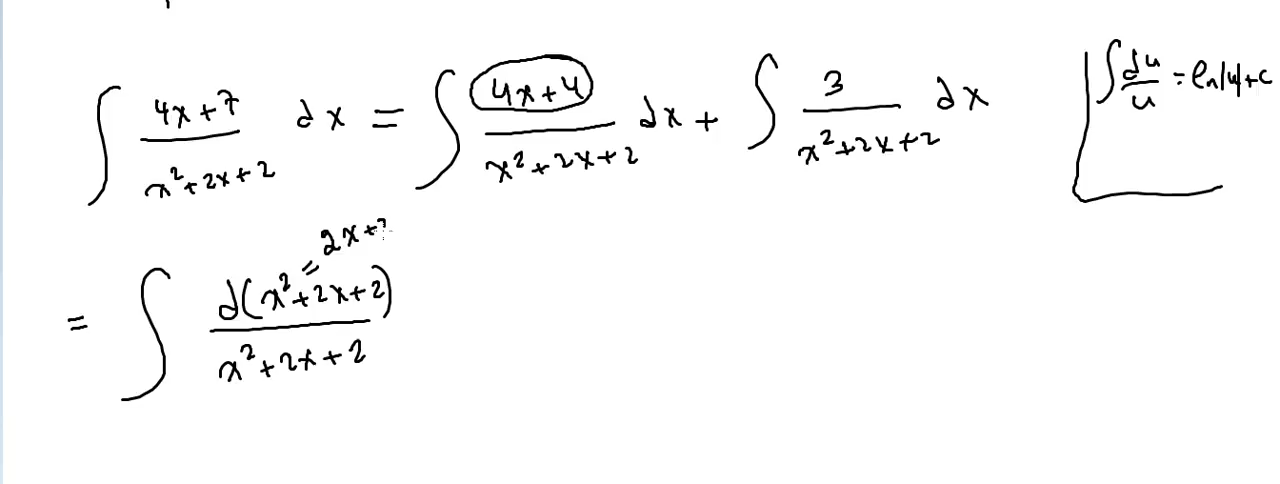 ∫ (4x+7)/(x²+2x+2) dx = ∫ (4x+4)/(x²+2x+2) dx + ∫ 3/(x²+2x+2) dx
∫ du/u = ln|u|+c
= 2x+
= ∫ d(x²+2x+2)/(x²+2x+2)